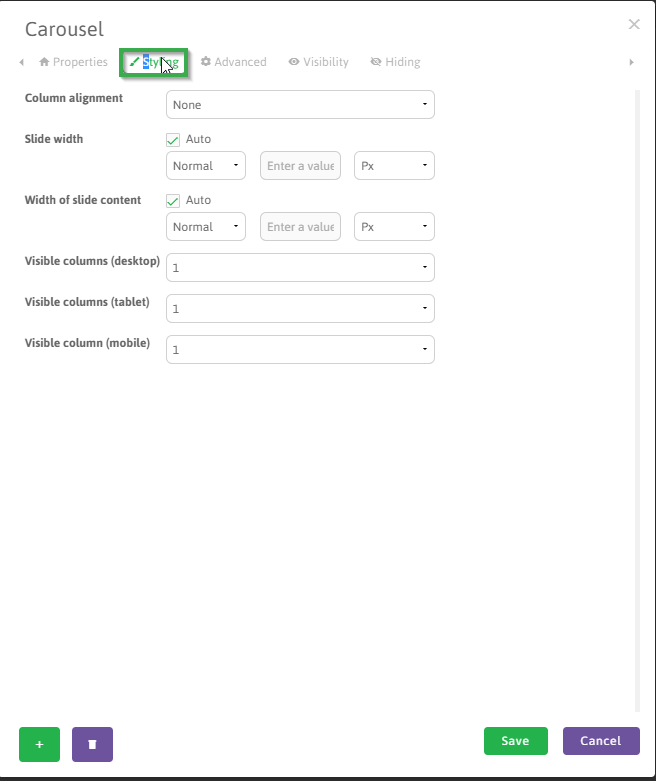 Carousel
Properties Styling Advanced Visibility Hiding
Column alignment None
Slide width Auto
Normal Enter a value Px
Width of slide content Auto
Normal Enter a value Px
Visible columns (desktop) 1
Visible columns (tablet) 1
Visible column (mobile) 1
+ Save Cancel